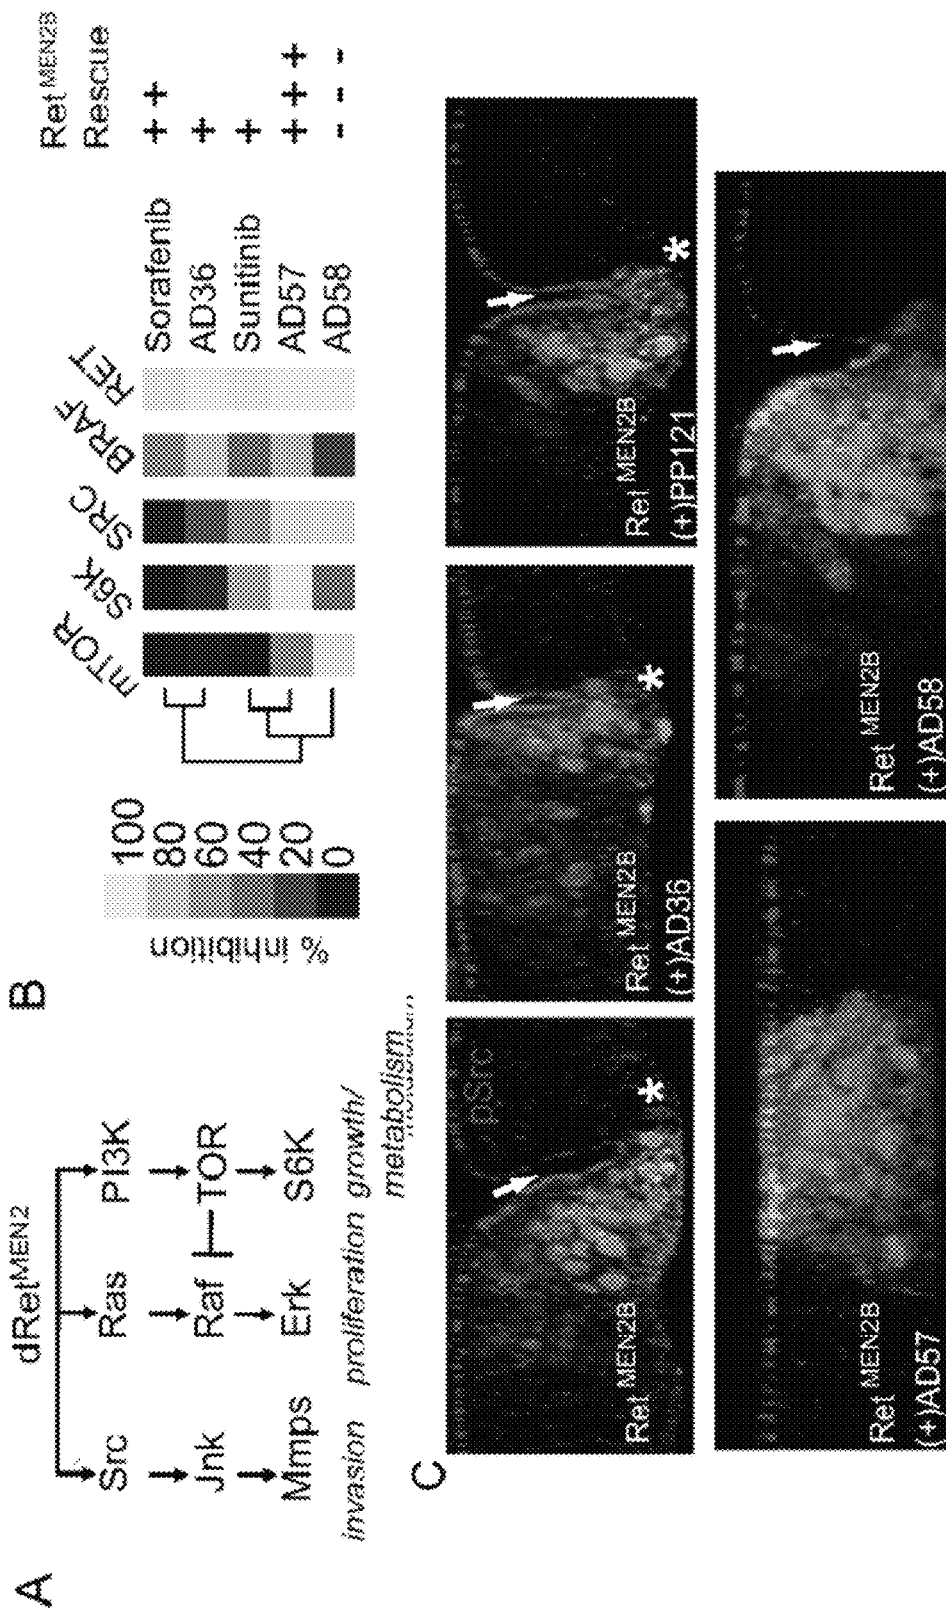 A
dRet^MEN2
Src Ras PI3K
Jnk Raf TOR
Mmps Erk S6K
invasion proliferation growth/
metabolism
B
% inhibition
100
80
60
40
20
0
mTOR S6K SRC BRAF RET
Ret^MEN2B
Rescue
Sorafenib ++
AD36 +
Sunitinib +
AD57 +++
AD58 ---
C
pSrc
Ret^MEN2B
*
Ret^MEN2B
(+)AD36
*
Ret^MEN2B
(+)PP121
*
Ret^MEN2B
(+)AD57
Ret^MEN2B
(+)AD58